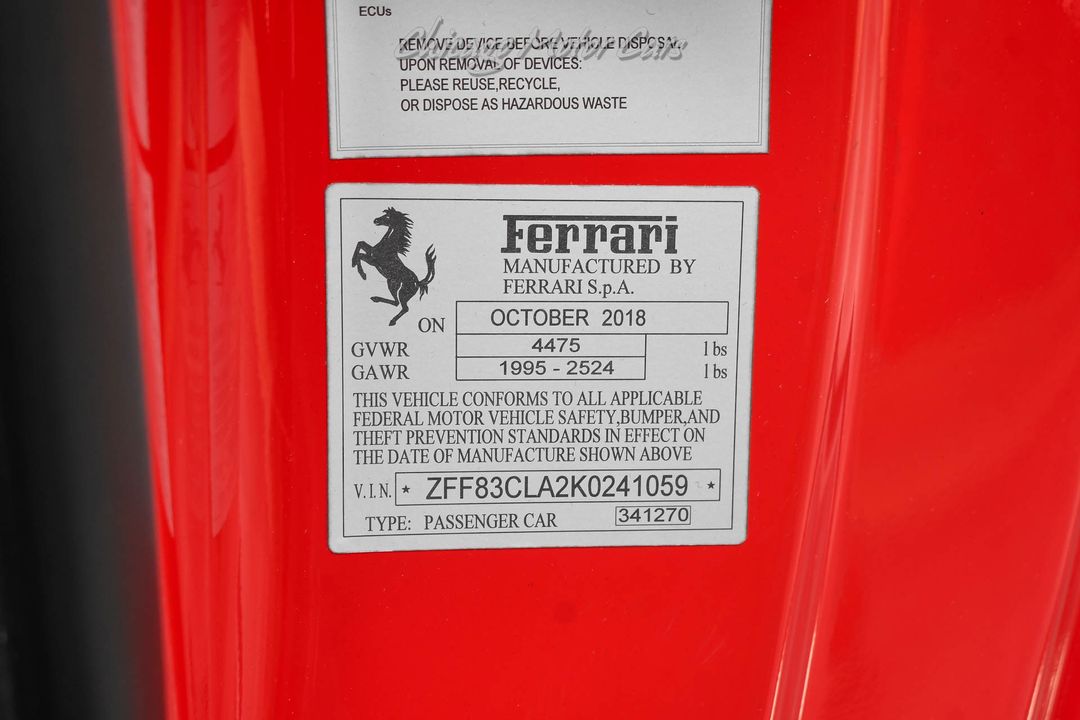 ECUs
REMOVE DEVICE BEFORE VEHICLE DISPOSAL.
Chicago Motor Cars
UPON REMOVAL OF DEVICES:
PLEASE REUSE,RECYCLE,
OR DISPOSE AS HAZARDOUS WASTE
Ferrari
MANUFACTURED BY
FERRARI S.p.A.
ON OCTOBER 2018
GVWR 4475 lbs
GAWR 1995 - 2524 lbs
THIS VEHICLE CONFORMS TO ALL APPLICABLE
FEDERAL MOTOR VEHICLE SAFETY,BUMPER,AND
THEFT PREVENTION STANDARDS IN EFFECT ON
THE DATE OF MANUFACTURE SHOWN ABOVE
V.I.N. * ZFF83CLA2K0241059 *
TYPE: PASSENGER CAR 341270